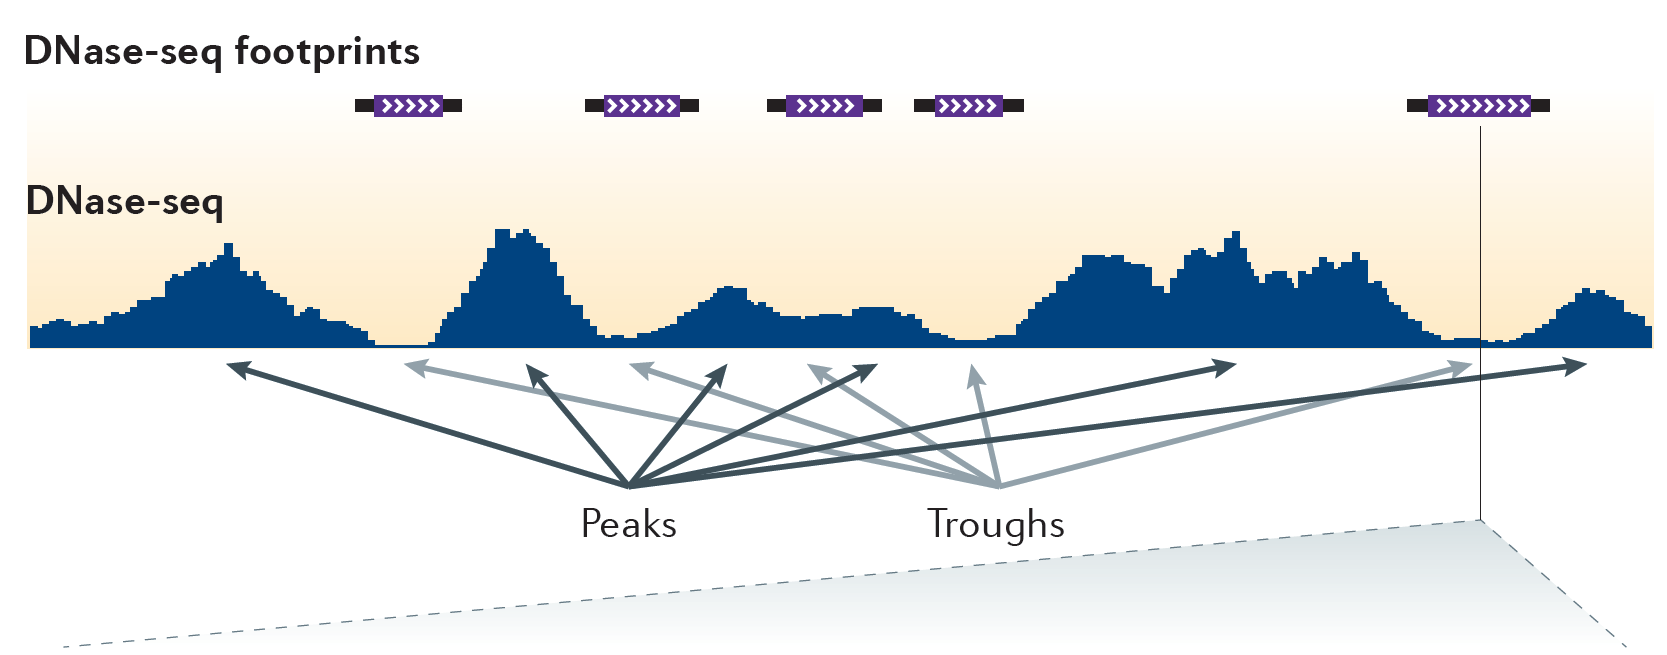 DNase-seq footprints
DNase-seq
Peaks
Troughs